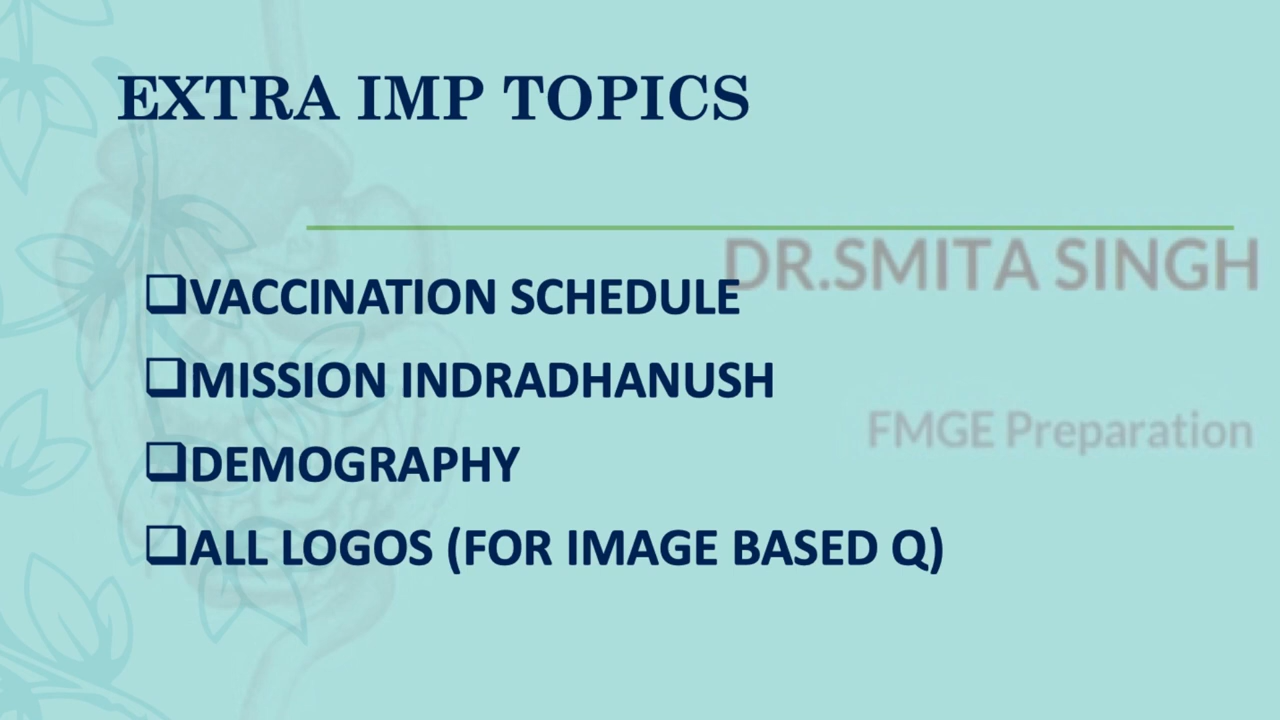 EXTRA IMP TOPICS
DR.SMITA SINGH
❑VACCINATION SCHEDULE
❑MISSION INDRADHANUSH
FMGE Preparation
❑DEMOGRAPHY
❑ALL LOGOS (FOR IMAGE BASED Q)